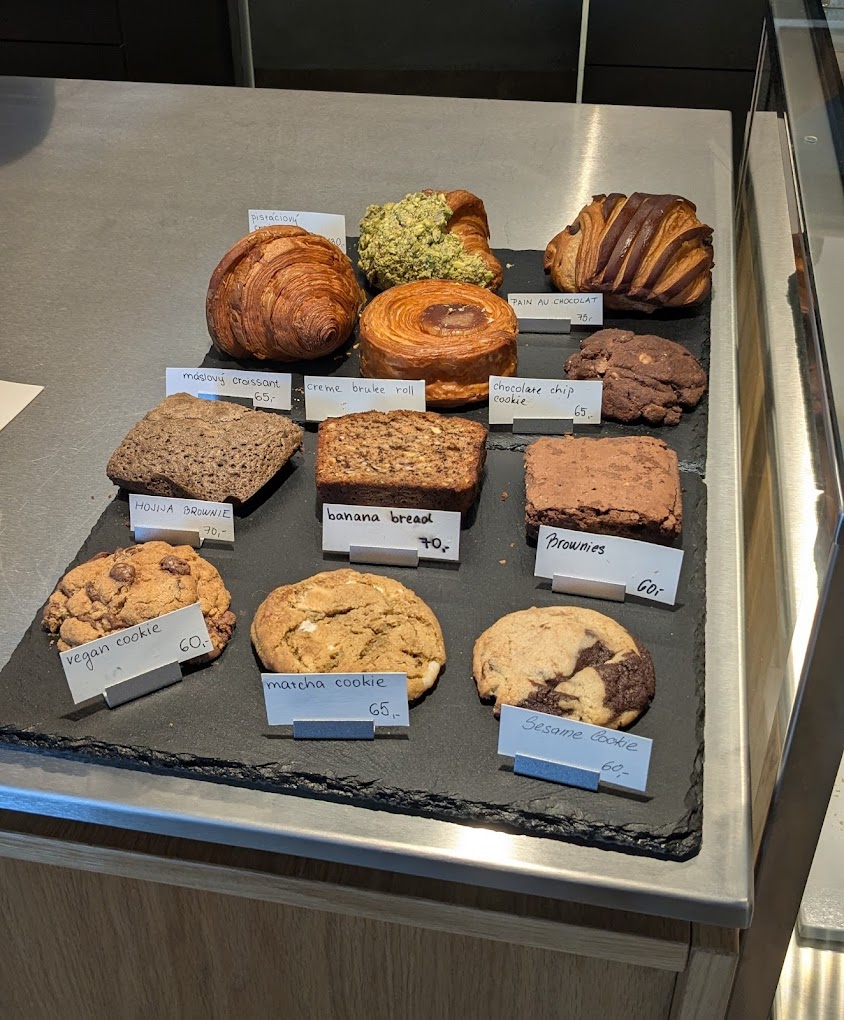 pistáciový
PAIN AU CHOCOLAT
75,-
máslový croissant
65,-
creme brulee roll
chocolate chip
cookie
65,-
HOJIJA BROWNIE
70,-
banana bread
70,-
Brownies
60,-
vegan cookie
60,-
matcha cookie
65,-
Sesame Cookie
60,-